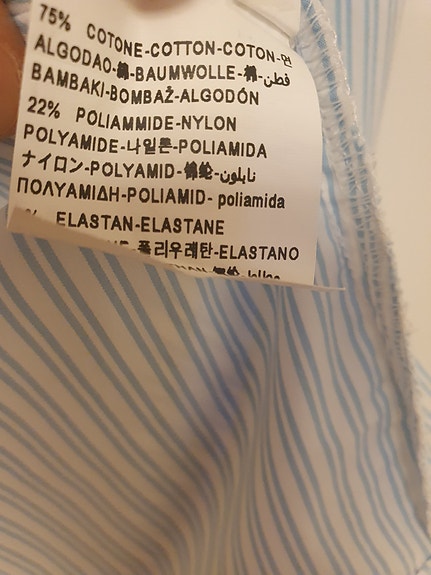 75% COTONE-COTTON-COTON-면
ALGODAO-綿-BAUMWOLLE-棉-قطن
BAMBAKI-BOMBAŽ-ALGODÓN
22% POLIAMMIDE-NYLON
POLYAMIDE-나일론-POLIAMIDA
ナイロン-POLYAMID-锦纶-نايلون
ΠΟΛΥΑΜΙΔΗ-POLIAMID- poliamida
% ELASTAN-ELASTANE
-폴리우레탄-ELASTANO